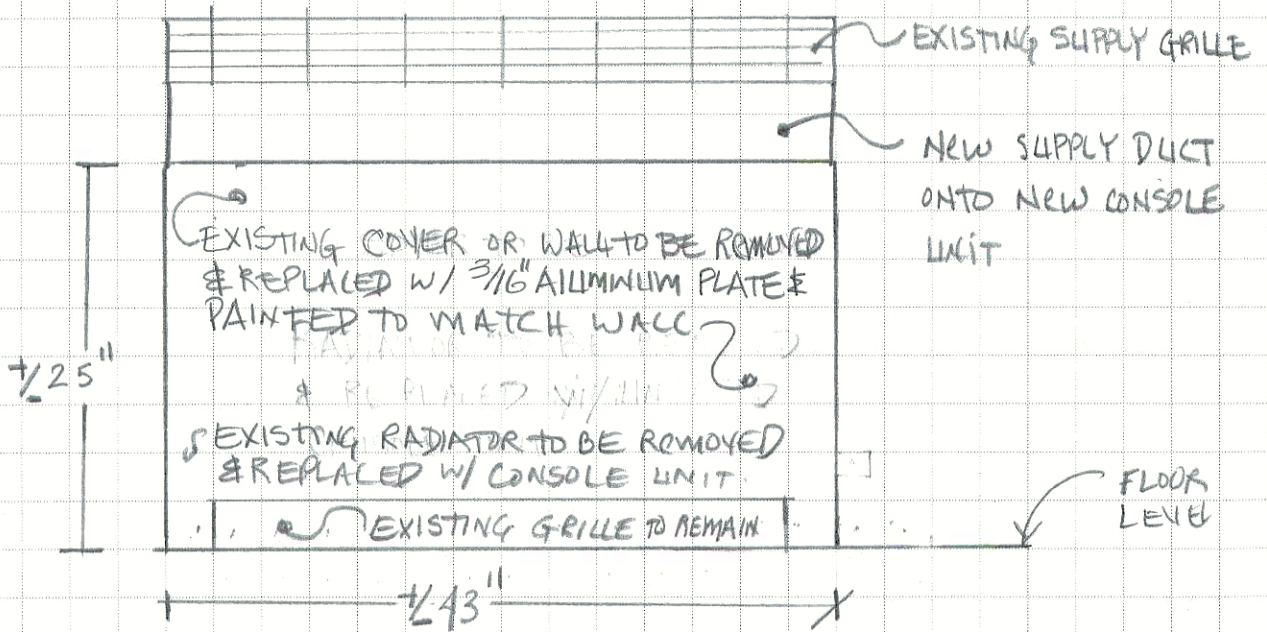 EXISTING SUPPLY GRILLE
NEW SUPPLY DUCT
ONTO NEW CONSOLE
UNIT
EXISTING COVER OR WALL TO BE REMOVED
& REPLACED W/ 3/16" ALUMINUM PLATE &
PAINTED TO MATCH WALL
& REPLACED W/
+/- 25"
EXISTING RADIATOR TO BE REMOVED
& REPLACED W/ CONSOLE UNIT.
FLOOR
LEVEL
EXISTING GRILLE TO REMAIN
+/- 43"